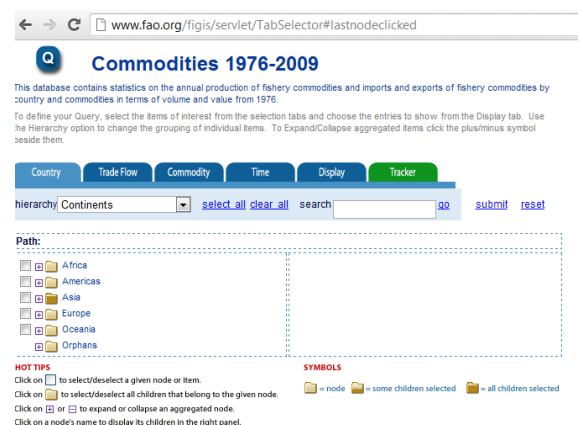 www.fao.org/figis/servlet/TabSelector#lastnodeclicked
Q
Commodities 1976-2009
This database contains statistics on the annual production of fishery commodities and imports and exports of fishery commodities by
country and commodities in terms of volume and value from 1976.
To define your Query, select the items of interest from the selection tabs and choose the entries to show from the Display tab. Use
the Hierarchy option to change the grouping of individual items. To Expand/Collapse aggregated items click the plus/minus symbol
beside them.
Country Trade Flow Commodity Time Display Tracker
hierarchy Continents select all clear all search go submit reset
Path:
Africa
Americas
Asia
Europe
Oceania
Orphans
HOT TIPS SYMBOLS
Click on to select/deselect a given node or item.
Click on to select/deselect all children that belong to the given node. = node = some children selected = all children selected
Click on + or - to expand or collapse an aggregated node.
Click on a node's name to display its children in the right panel.